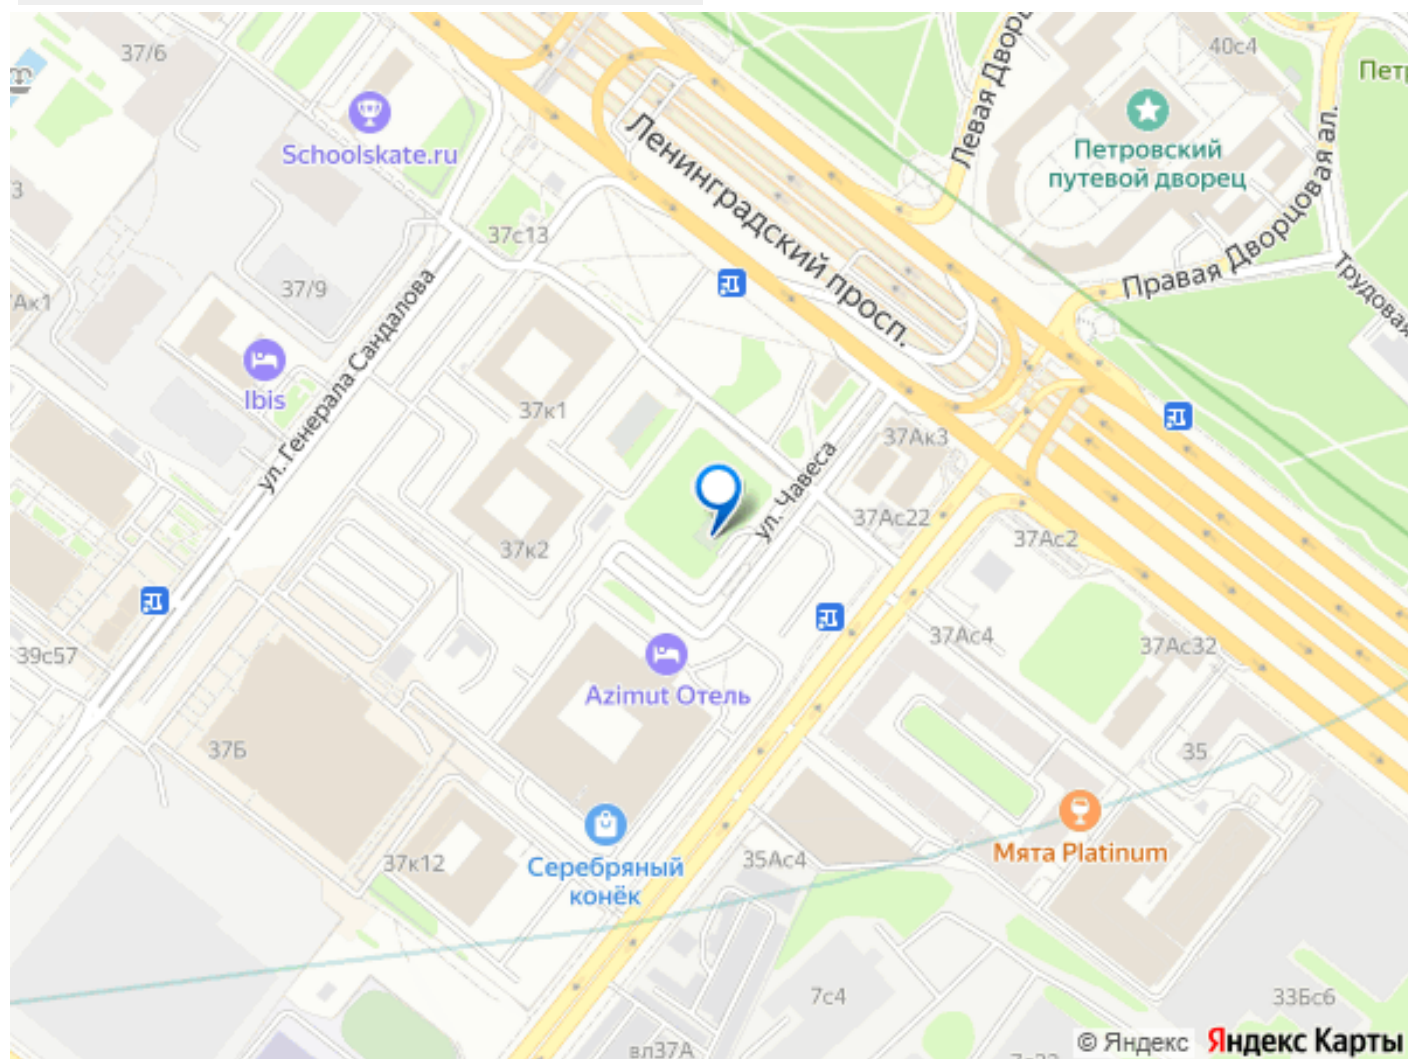 37/6
40с4
Schoolskate.ru
Ленинградский просп.
Левая Дворц
Петровский
путевой дворец
Правая Дворцовая ал.
Трудовая
37с13
37/9
ул. Генерала Сандалова
Ibis
37к1
37Ак3
37к2
ул. Чавеса
37Ас22
37Ас2
39с57
37Ас4
37Ас32
Azimut Отель
37Б
35
Серебряный
конёк
37к12
35Ас4
Мята Platinum
7с4
33Бс6
вл37А
© Яндекс Яндекс Карты